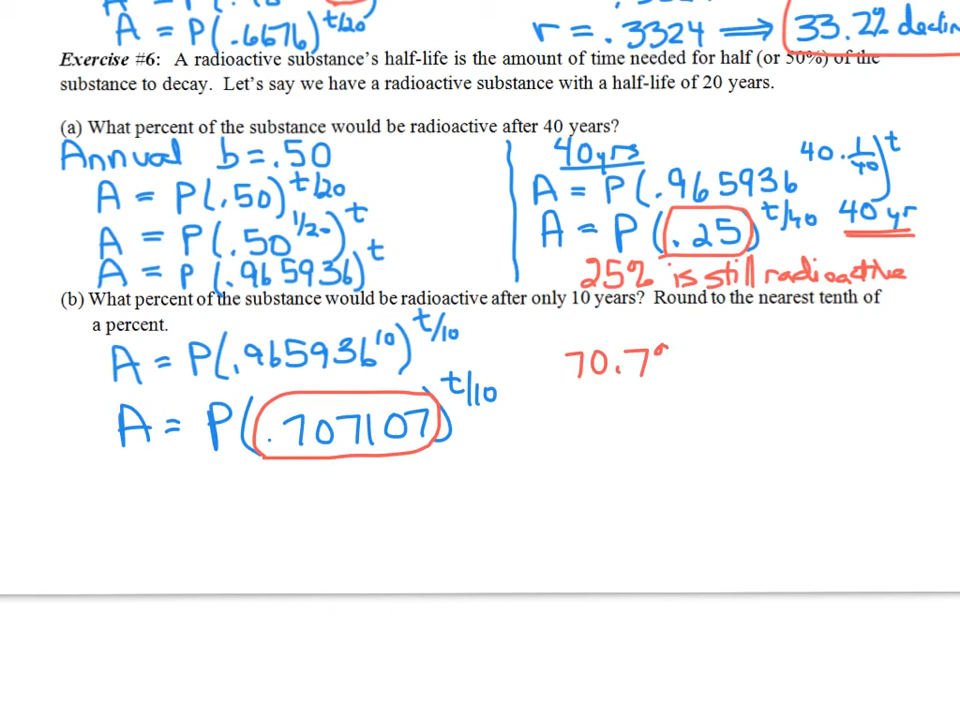 A = P(.6676)^t/20
r = .3324 ⟹ 33.2% declin
Exercise #6: A radioactive substance's half-life is the amount of time needed for half (or 50%) of the
substance to decay. Let's say we have a radioactive substance with a half-life of 20 years.
(a) What percent of the substance would be radioactive after 40 years?
Annual b = .50
A = P(.50)^t/20
A = P(.50^1/20)^t
A = P(.965936)^t
40 yrs
A = P(.965936^40·1/40)^t
A = P(.25)^t/40 40 yr
25% is still radioactive
(b) What percent of the substance would be radioactive after only 10 years? Round to the nearest tenth of
a percent.
A = P(.965936^10)^t/10
A = P(.707107)^t/10
70.7